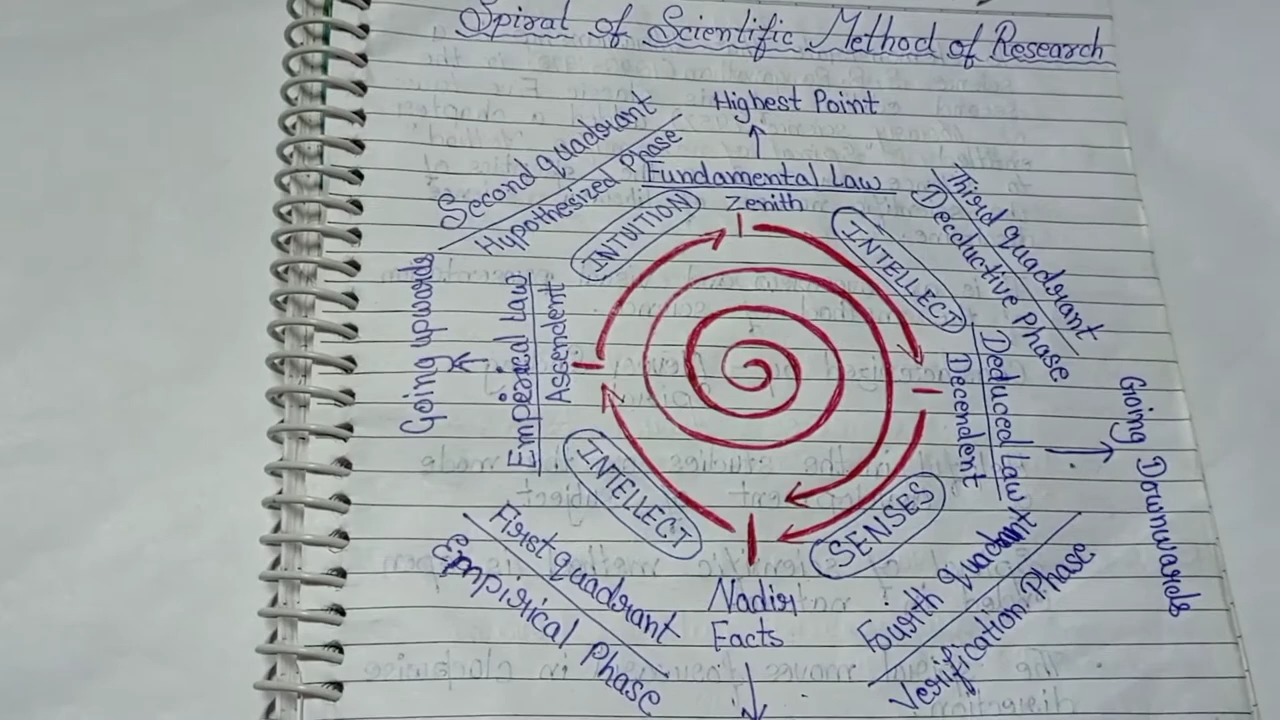 Spiral of Scientific Method of Research
Highest Point
Fundamental Law
Zenith
Second quadrant
Hypothesized Phase
INTUITION
INTELLECT
Third quadrant
Deductive Phase
Going upwards
Empirical Law
Assendent
Decendent
Deduced Law
Going Downwards
INTELLECT
SENSES
First quadrant
Empirical Phase
Nadir
Facts
Fourth quadrant
Verification Phase